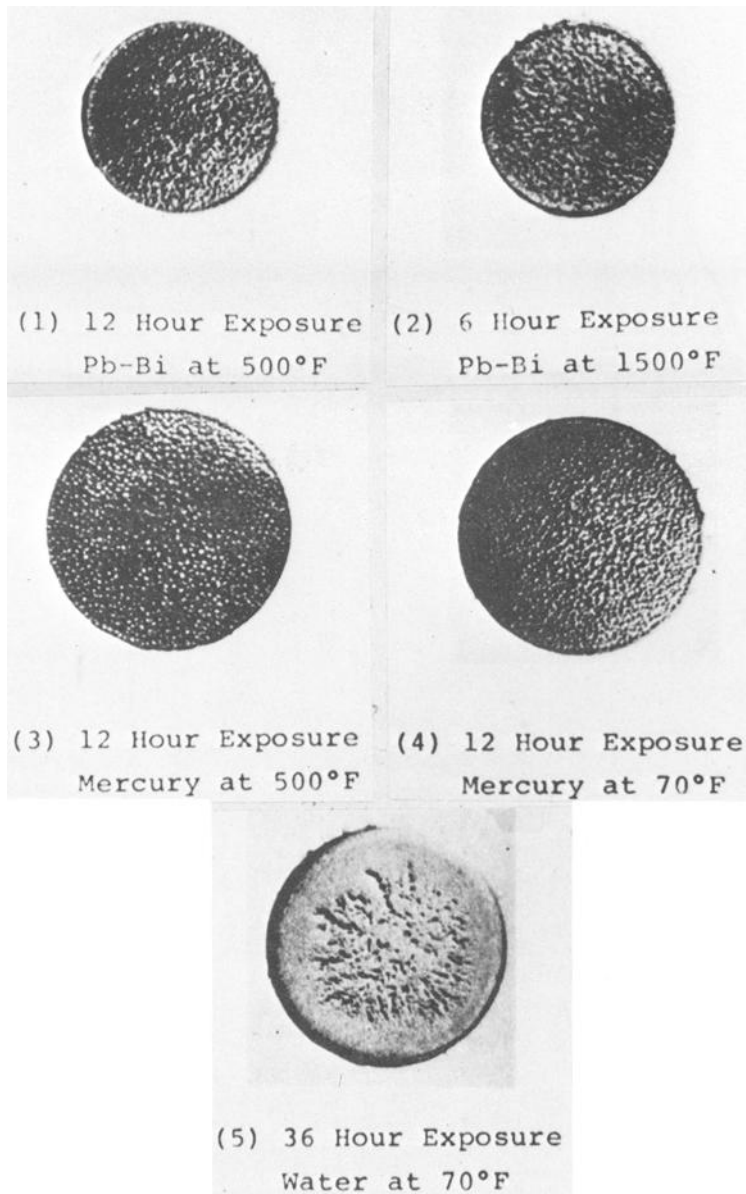 (1) 12 Hour Exposure
Pb-Bi at 500°F
(2) 6 Hour Exposure
Pb-Bi at 1500°F
(3) 12 Hour Exposure
Mercury at 500°F
(4) 12 Hour Exposure
Mercury at 70°F
(5) 36 Hour Exposure
Water at 70°F